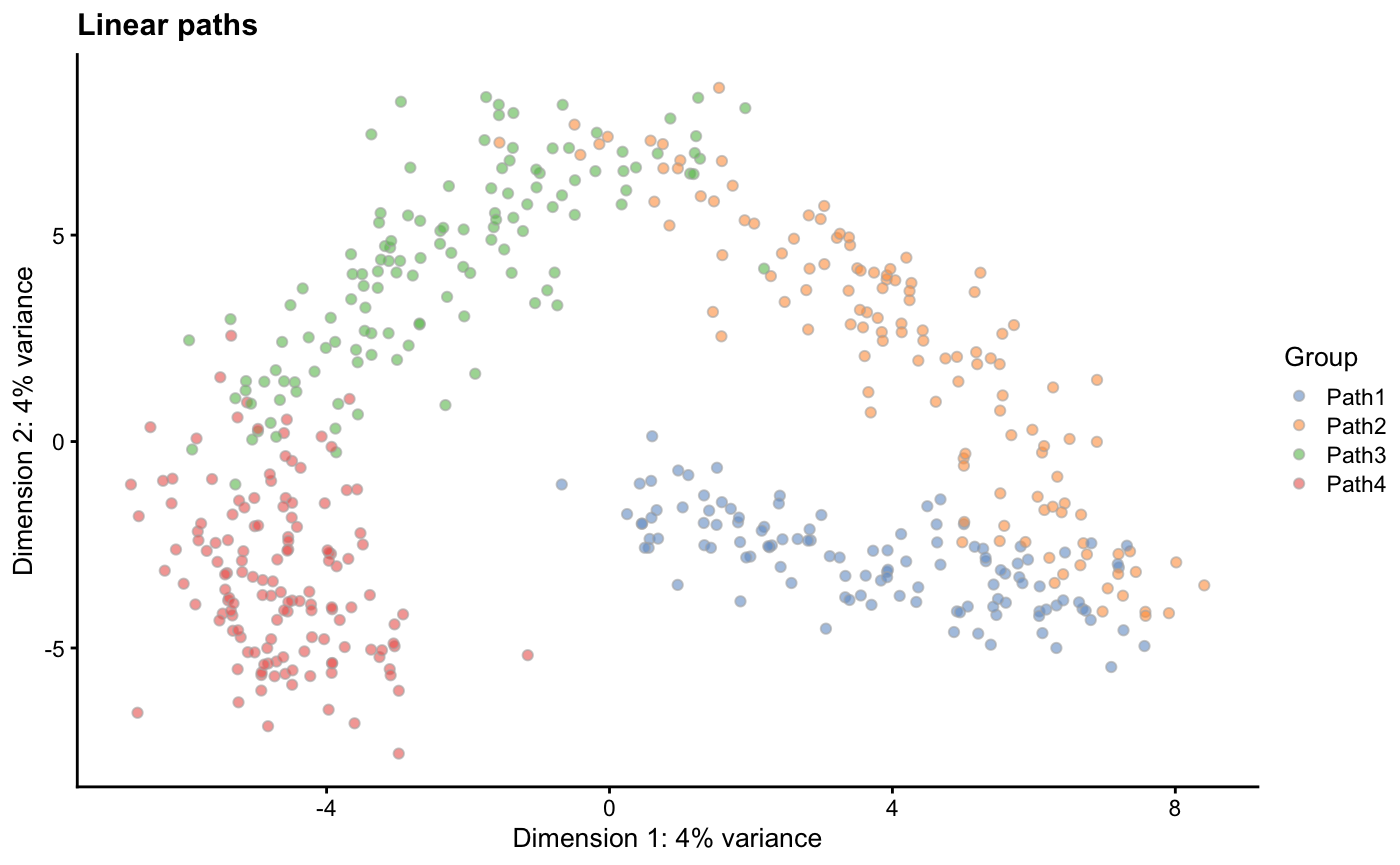 Linear paths
Dimension 2: 4% variance
5
0
-5
-4
0
4
8
Dimension 1: 4% variance
Group
Path1
Path2
Path3
Path4